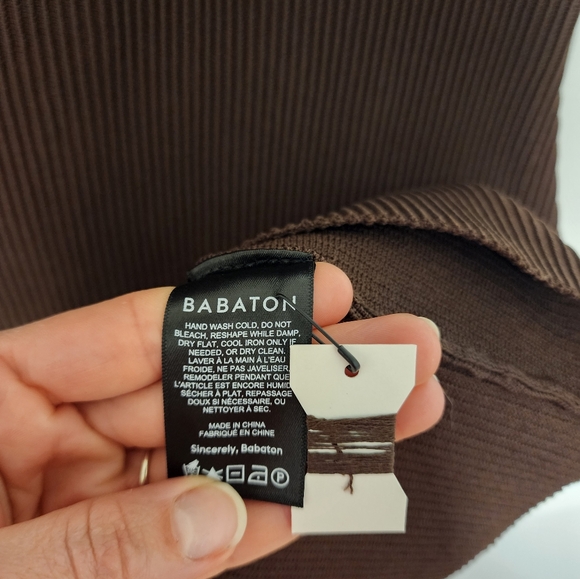 BABATON
HAND WASH COLD, DO NOT
BLEACH, RESHAPE WHILE DAMP,
DRY FLAT, COOL IRON ONLY IF
NEEDED, OR DRY CLEAN.
LAVER À LA MAIN À L'EAU
FROIDE, NE PAS JAVELISER,
REMODELER PENDANT QUE
L'ARTICLE EST ENCORE HUMID
SÉCHER À PLAT, REPASSAGE
DOUX SI NÉCESSAIRE, OU
NETTOYER À SEC.
MADE IN CHINA
FABRIQUÉ EN CHINE
Sincerely, Babaton
P